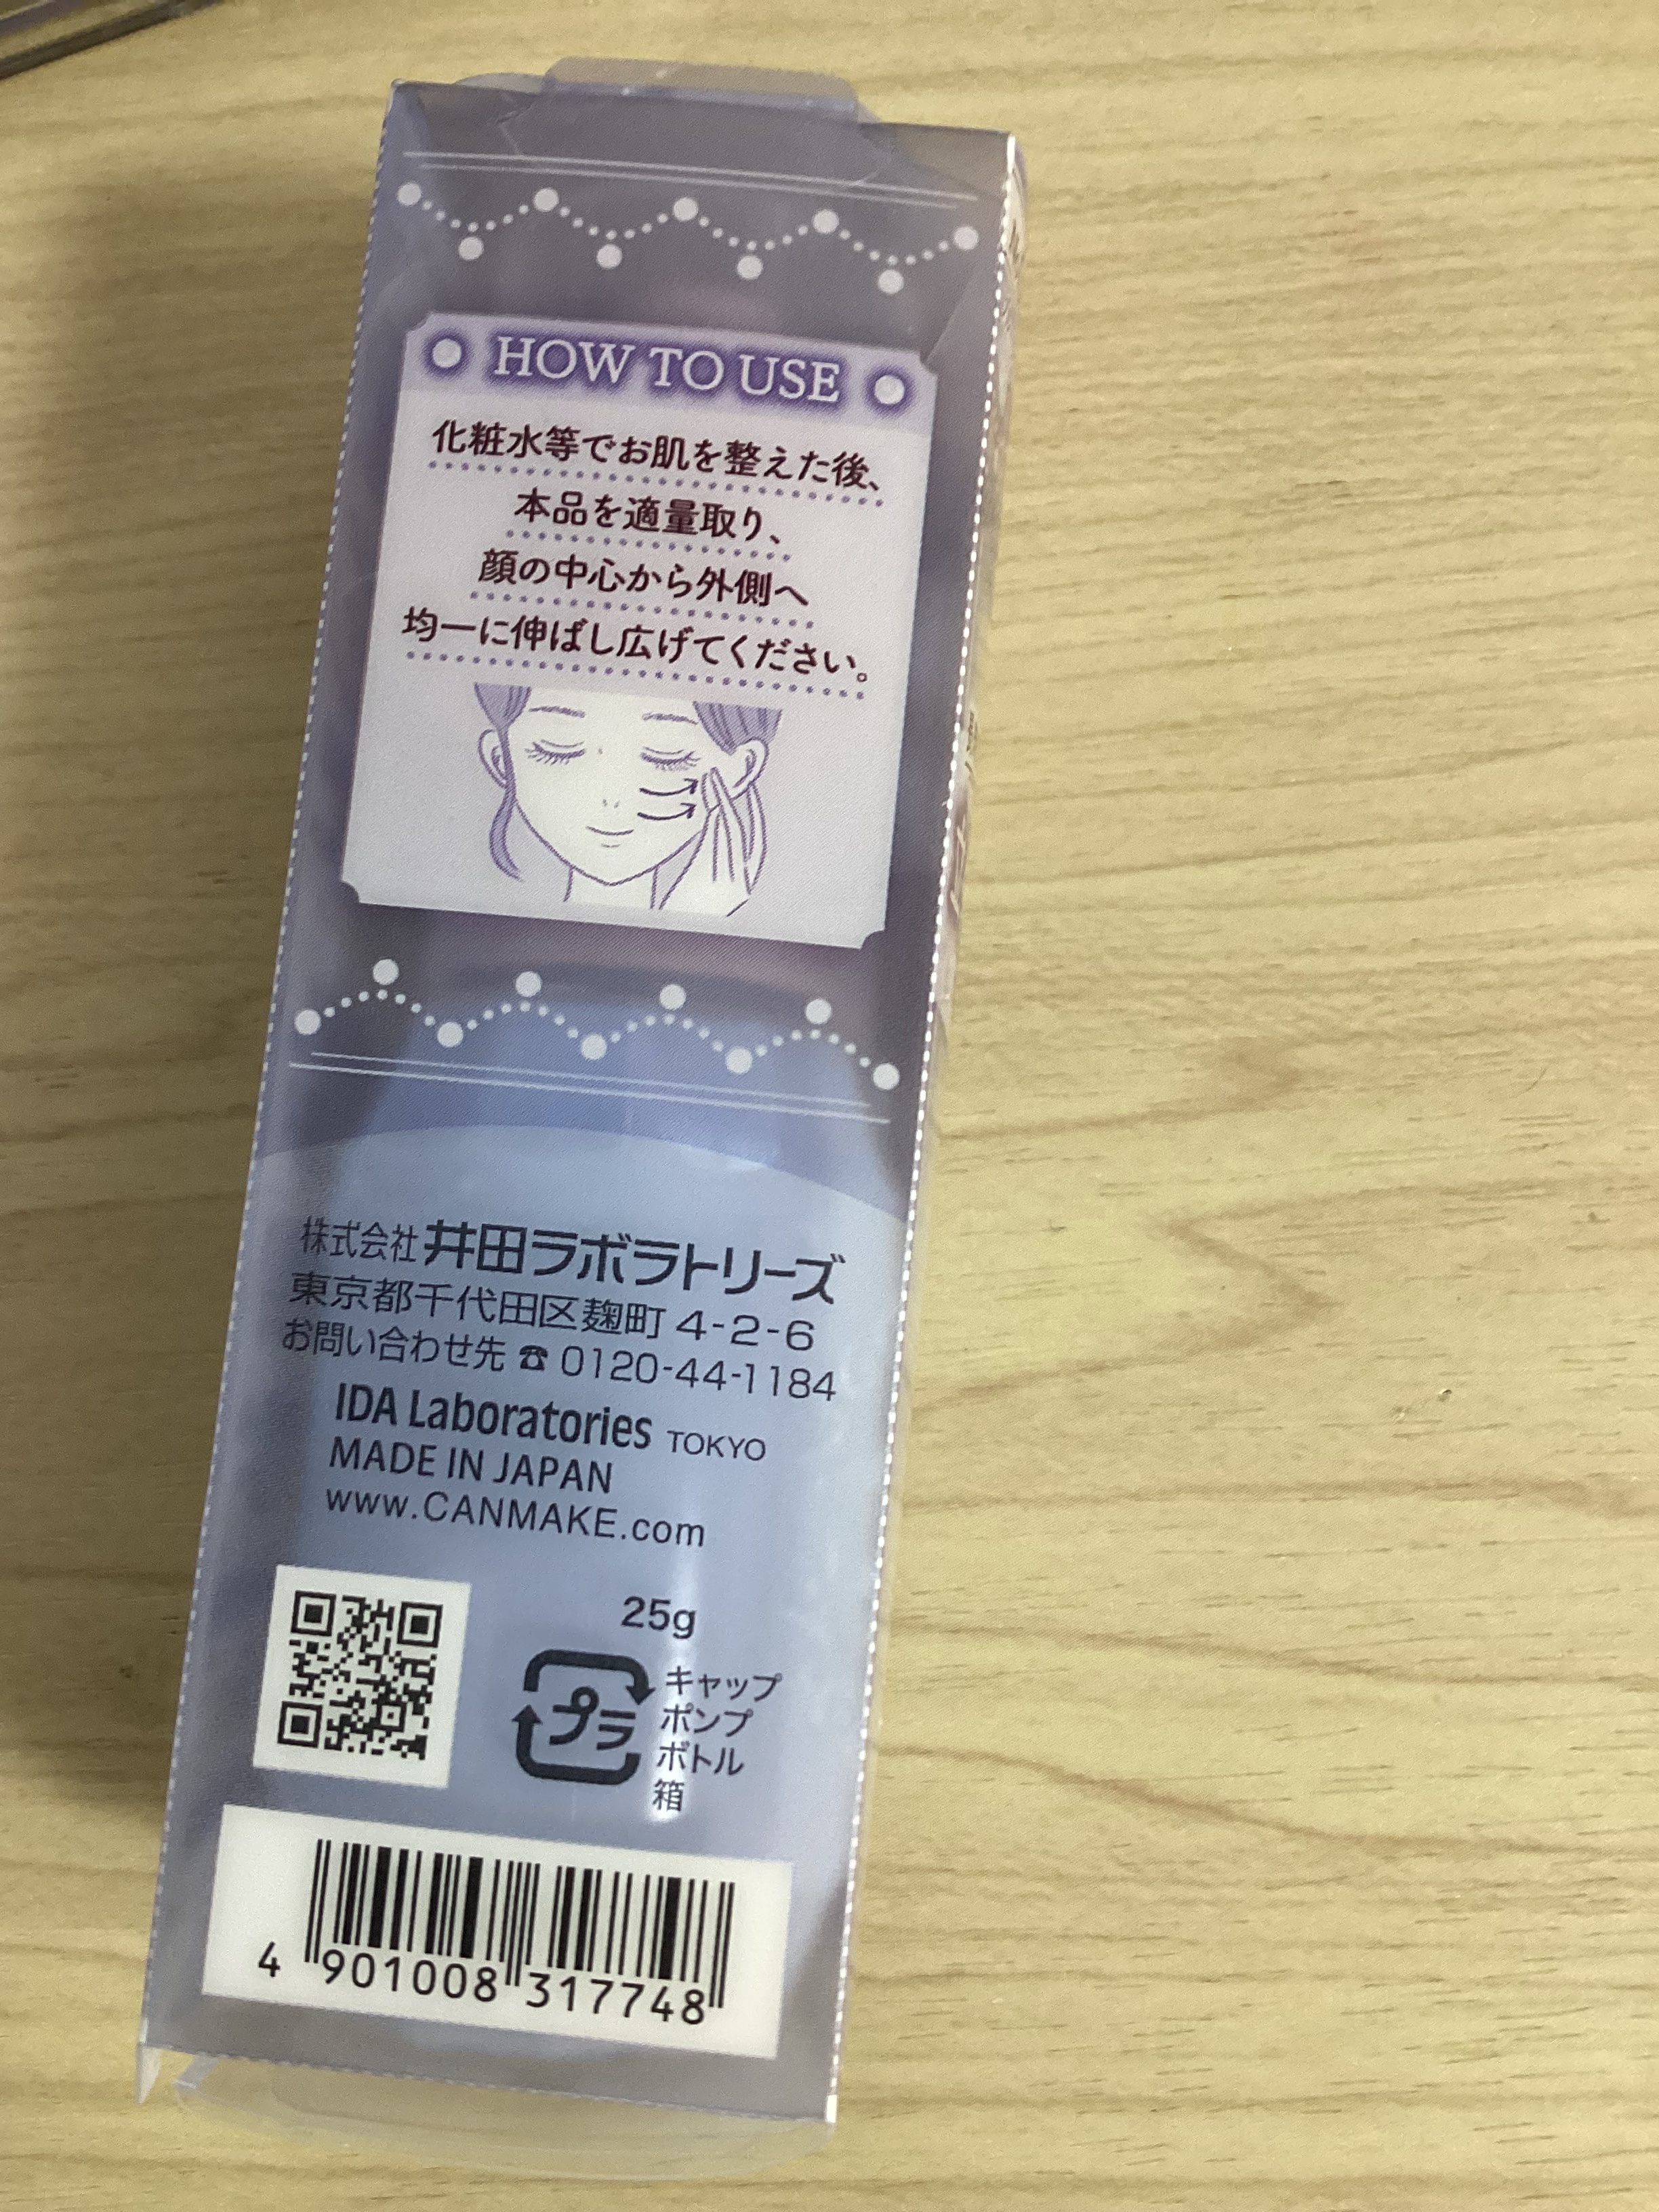 HOW TO USE
化粧水等でお肌を整えた後、
本品を適量取り、
顔の中心から外側へ
均一に伸ばし広げてください。
株式会社 井田ラボラトリーズ
東京都千代田区麹町 4-2-6
お問い合わせ先 ☎ 0120-44-1184
IDA Laboratories TOKYO
MADE IN JAPAN
www.CANMAKE.com
25g
プラ
キャップ
ポンプ
ボトル
箱
4 901008 317748